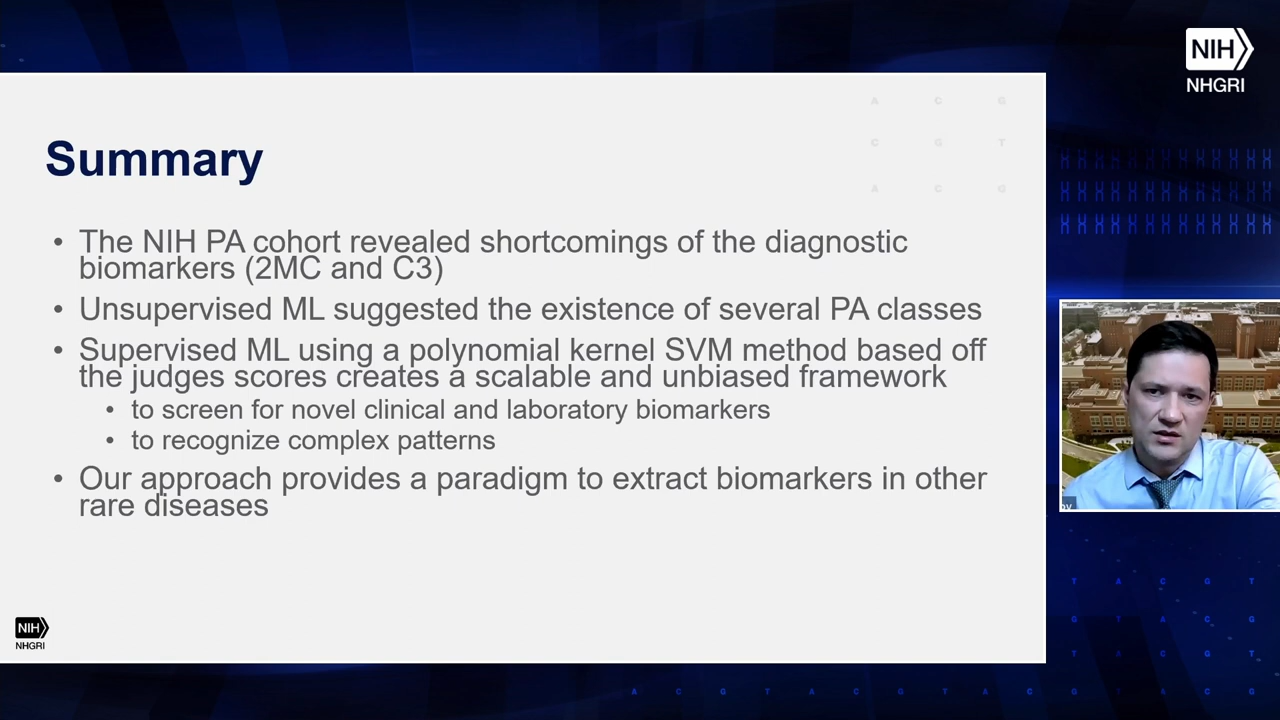 NIH
NHGRI
A C G
C G T
A C G
Summary
• The NIH PA cohort revealed shortcomings of the diagnostic
biomarkers (2MC and C3)
• Unsupervised ML suggested the existence of several PA classes
• Supervised ML using a polynomial kernel SVM method based off
the judges scores creates a scalable and unbiased framework
• to screen for novel clinical and laboratory biomarkers
• to recognize complex patterns
• Our approach provides a paradigm to extract biomarkers in other
rare diseases
NIH
NHGRI
T A C G T
G T A C G
T A C G T
A C G T A C G T A C G T A C G